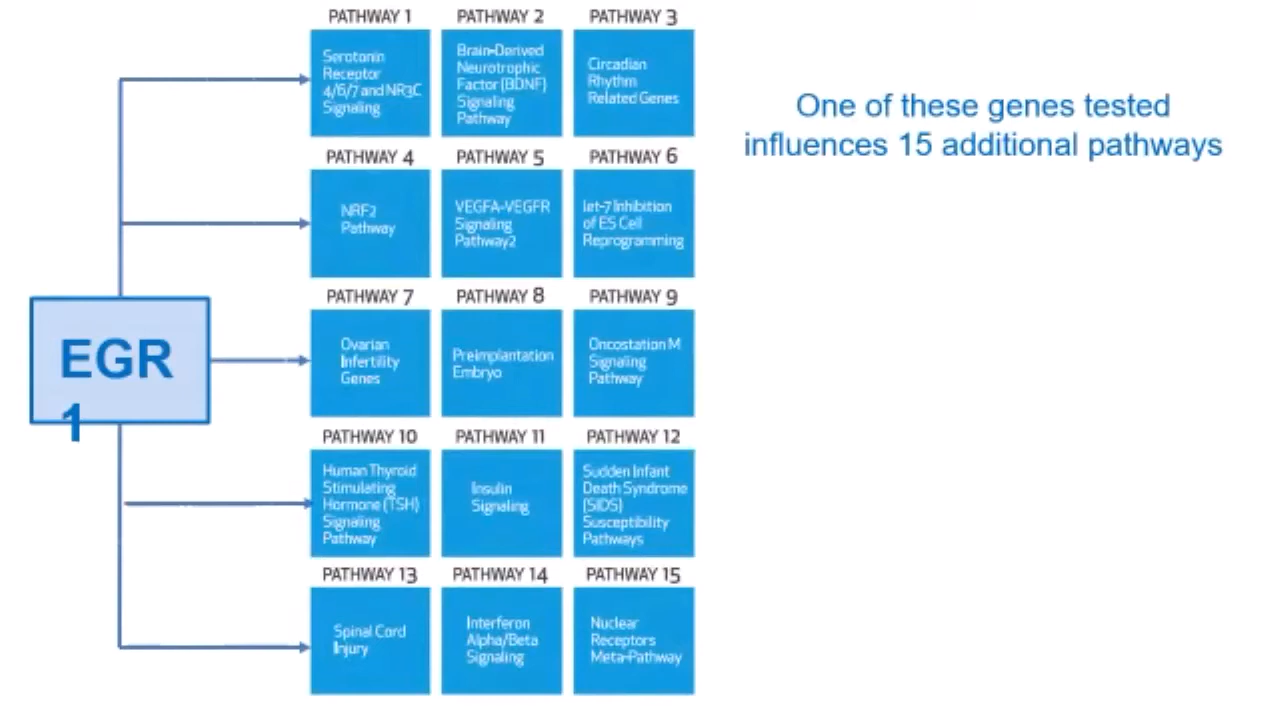 PATHWAY 1
PATHWAY 2
PATHWAY 3
Serotonin
Receptor
4/6/7 and NR3C
Signaling
Brain-Derived
Neurotrophic
Factor (BDNF)
Signaling
Pathway
Circadian
Rhythm
Related Genes
One of these genes tested
influences 15 additional pathways
PATHWAY 4
PATHWAY 5
PATHWAY 6
NRF2
Pathway
VEGFA-VEGFR
Signaling
Pathway2
let-7 Inhibition
of ES Cell
Reprogramming
EGR
1
PATHWAY 7
PATHWAY 8
PATHWAY 9
Ovarian
Infertility
Genes
Preimplantation
Embryo
Oncostation M
Signaling
Pathway
PATHWAY 10
PATHWAY 11
PATHWAY 12
Human Thyroid
Stimulating
Hormone (TSH)
Signaling
Pathway
Insulin
Signaling
Sudden Infant
Death Syndrome
(SIDS)
Susceptibility
Pathways
PATHWAY 13
PATHWAY 14
PATHWAY 15
Spinal Cord
Injury
Interferon
Alpha/Beta
Signaling
Nuclear
Receptors
Meta-Pathway